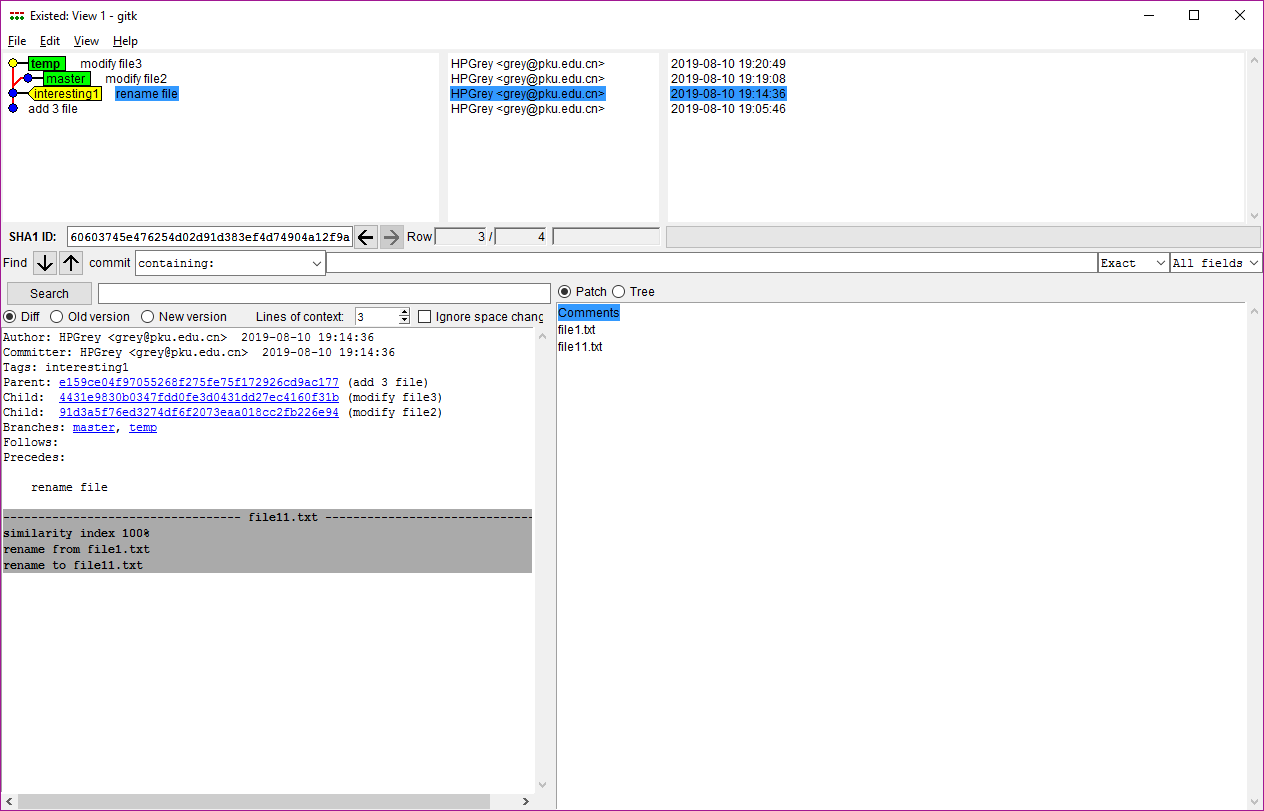 Existed: View 1 - gitk
File Edit View Help
temp modify file3 HPGrey <grey@pku.edu.cn> 2019-08-10 19:20:49
master modify file2 HPGrey <grey@pku.edu.cn> 2019-08-10 19:19:08
interesting1 rename file HPGrey <grey@pku.edu.cn> 2019-08-10 19:14:36
add 3 file HPGrey <grey@pku.edu.cn> 2019-08-10 19:05:46
SHA1 ID: 60603745e476254d02d91d383ef4d74904a12f9a Row 3 / 4
Find commit containing: Exact All fields
Search
Patch Tree
Diff Old version New version Lines of context: 3 Ignore space chang
Comments
file1.txt
file11.txt
Author: HPGrey <grey@pku.edu.cn> 2019-08-10 19:14:36
Committer: HPGrey <grey@pku.edu.cn> 2019-08-10 19:14:36
Tags: interesting1
Parent: e159ce04f97055268f275fe75f172926cd9ac177 (add 3 file)
Child: 4431e9830b0347fdd0fe3d0431dd27ec4160f31b (modify file3)
Child: 91d3a5f76ed3274df6f2073eaa018cc2fb226e94 (modify file2)
Branches: master, temp
Follows:
Precedes:
rename file
---------------------------------- file11.txt ------------------------------
similarity index 100%
rename from file1.txt
rename to file11.txt